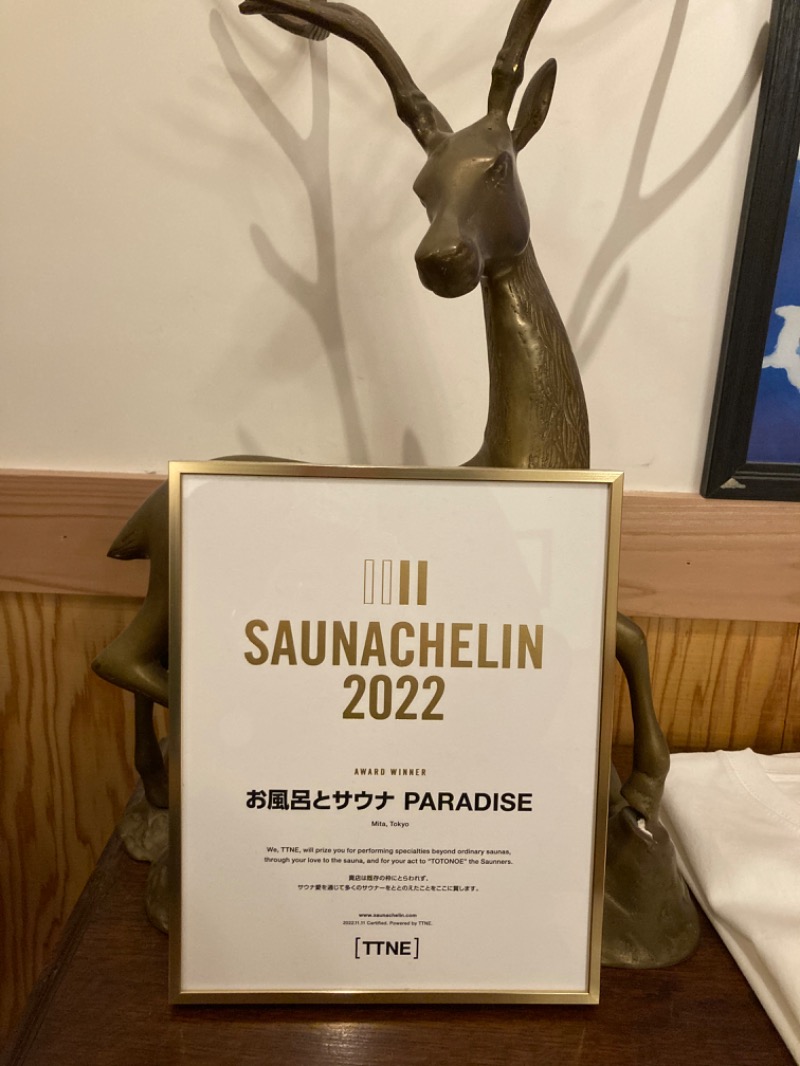 SAUNACHELIN
2022
AWARD WINNER
お風呂とサウナ PARADISE
Mita, Tokyo
We, TTNE, will prize you for performing specialties beyond ordinary saunas,
through your love to the sauna, and for your act to "TOTONOE" the Saunners.
貴店は既存の枠にとらわれず、
サウナ愛を通じて多くのサウナーをととのえたことをここに賞します。
www.saunachelin.com
2022.11.11 Certified. Powered by TTNE.
[TTNE]